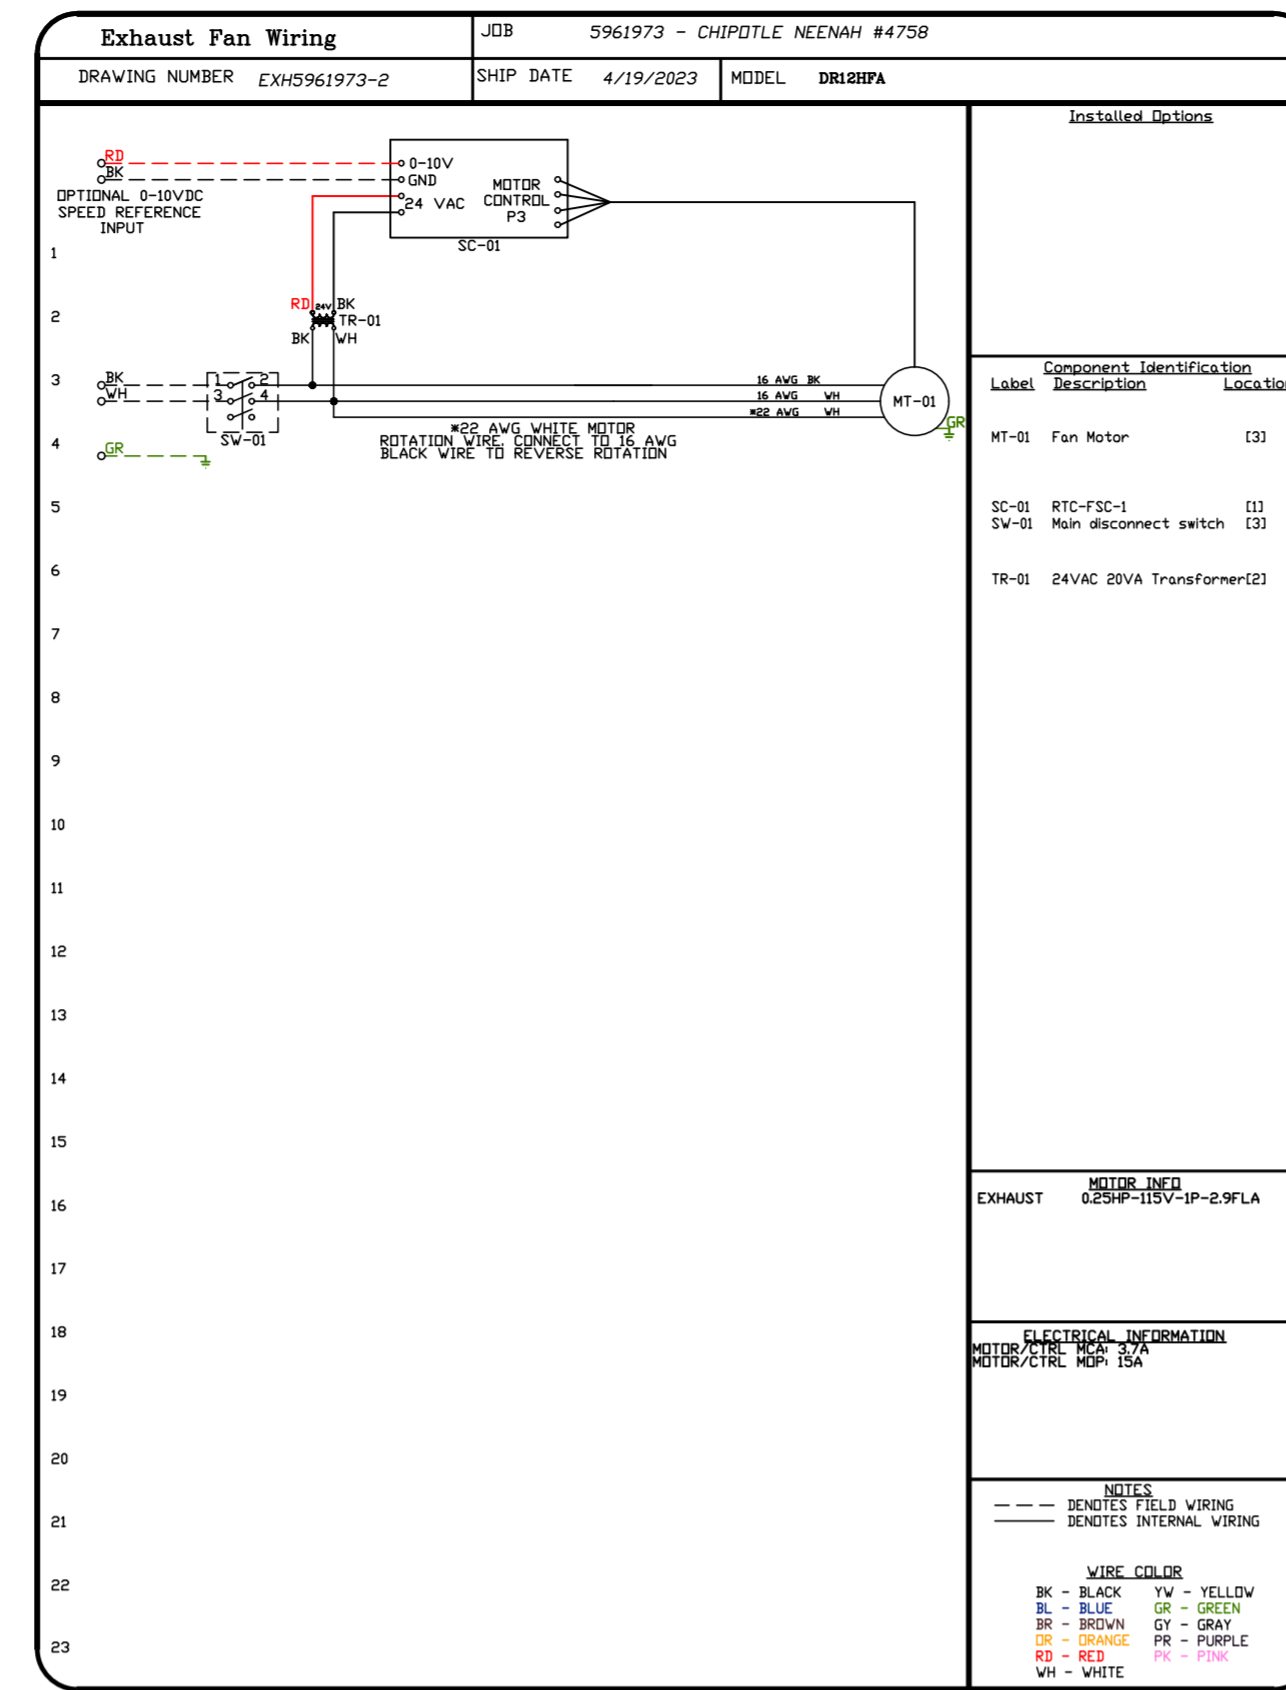 Exhaust Fan Wiring
JOB 5961973 - CHIPOTLE NEENAH #4758
DRAWING NUMBER EXH5961973-2
SHIP DATE 4/19/2023
MODEL DR12HFA
RD
BK
OPTIONAL 0-10VDC
SPEED REFERENCE
INPUT
0-10V
GND
24 VAC
MOTOR
CONTROL
P3
SC-01
RD 24V BK
TR-01
BK WH
BK
WH
1 2
3 4
SW-01
GR
16 AWG BK
16 AWG WH
*22 AWG WH
MT-01
GR
*22 AWG WHITE MOTOR
ROTATION WIRE. CONNECT TO 16 AWG
BLACK WIRE TO REVERSE ROTATION
1
2
3
4
5
6
7
8
9
10
11
12
13
14
15
16
17
18
19
20
21
22
23
Installed Options
Component Identification
Label Description Location
MT-01 Fan Motor [3]
SC-01 RTC-FSC-1 [1]
SW-01 Main disconnect switch [3]
TR-01 24VAC 20VA Transformer[2]
MOTOR INFO
EXHAUST 0.25HP-115V-1P-2.9FLA
ELECTRICAL INFORMATION
MOTOR/CTRL MCA: 3.7A
MOTOR/CTRL MOP: 15A
NOTES
DENOTES FIELD WIRING
DENOTES INTERNAL WIRING
WIRE COLOR
BK - BLACK YW - YELLOW
BL - BLUE GR - GREEN
BR - BROWN GY - GRAY
OR - ORANGE PR - PURPLE
RD - RED PK - PINK
WH - WHITE